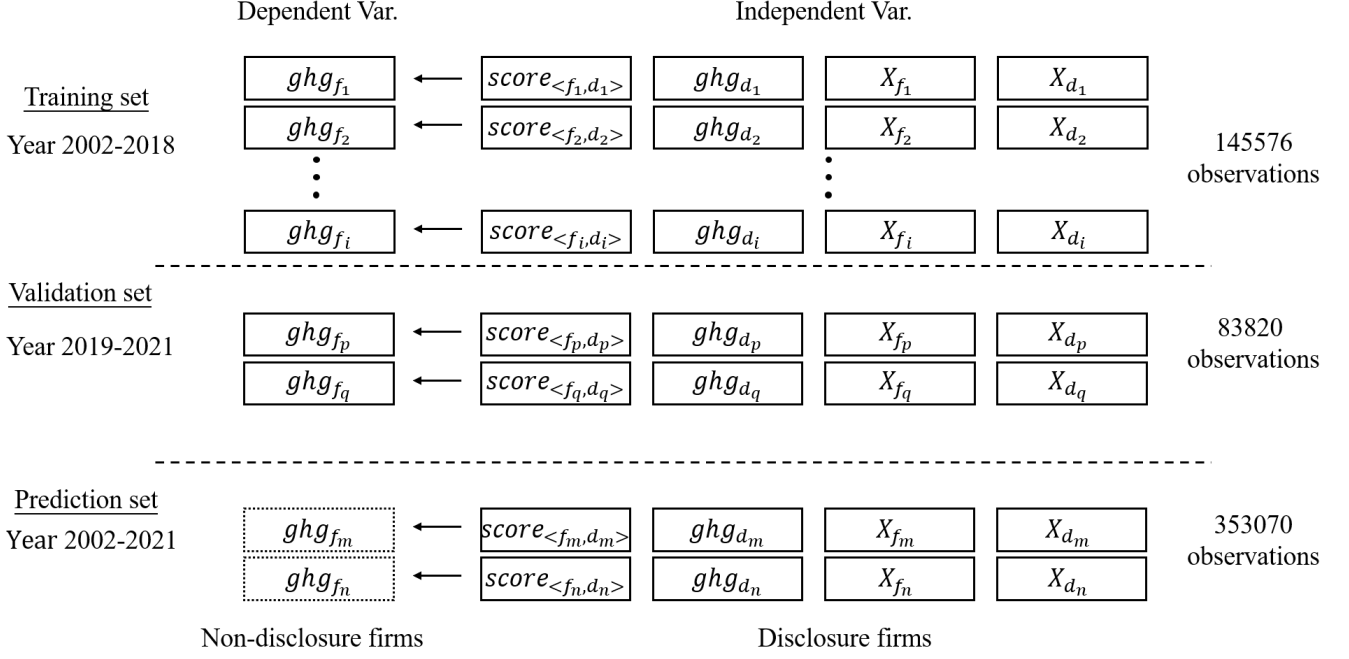 Dependent Var. Independent Var.
Training set
Year 2002-2018
ghg_{f_1} score_{<f_1,d_1>} ghg_{d_1} X_{f_1} X_{d_1}
ghg_{f_2} score_{<f_2,d_2>} ghg_{d_2} X_{f_2} X_{d_2}
ghg_{f_i} score_{<f_i,d_i>} ghg_{d_i} X_{f_i} X_{d_i}
145576
observations
Validation set
Year 2019-2021
ghg_{f_p} score_{<f_p,d_p>} ghg_{d_p} X_{f_p} X_{d_p}
ghg_{f_q} score_{<f_q,d_q>} ghg_{d_q} X_{f_q} X_{d_q}
83820
observations
Prediction set
Year 2002-2021
ghg_{f_m} score_{<f_m,d_m>} ghg_{d_m} X_{f_m} X_{d_m}
ghg_{f_n} score_{<f_n,d_n>} ghg_{d_n} X_{f_n} X_{d_n}
353070
observations
Non-disclosure firms Disclosure firms